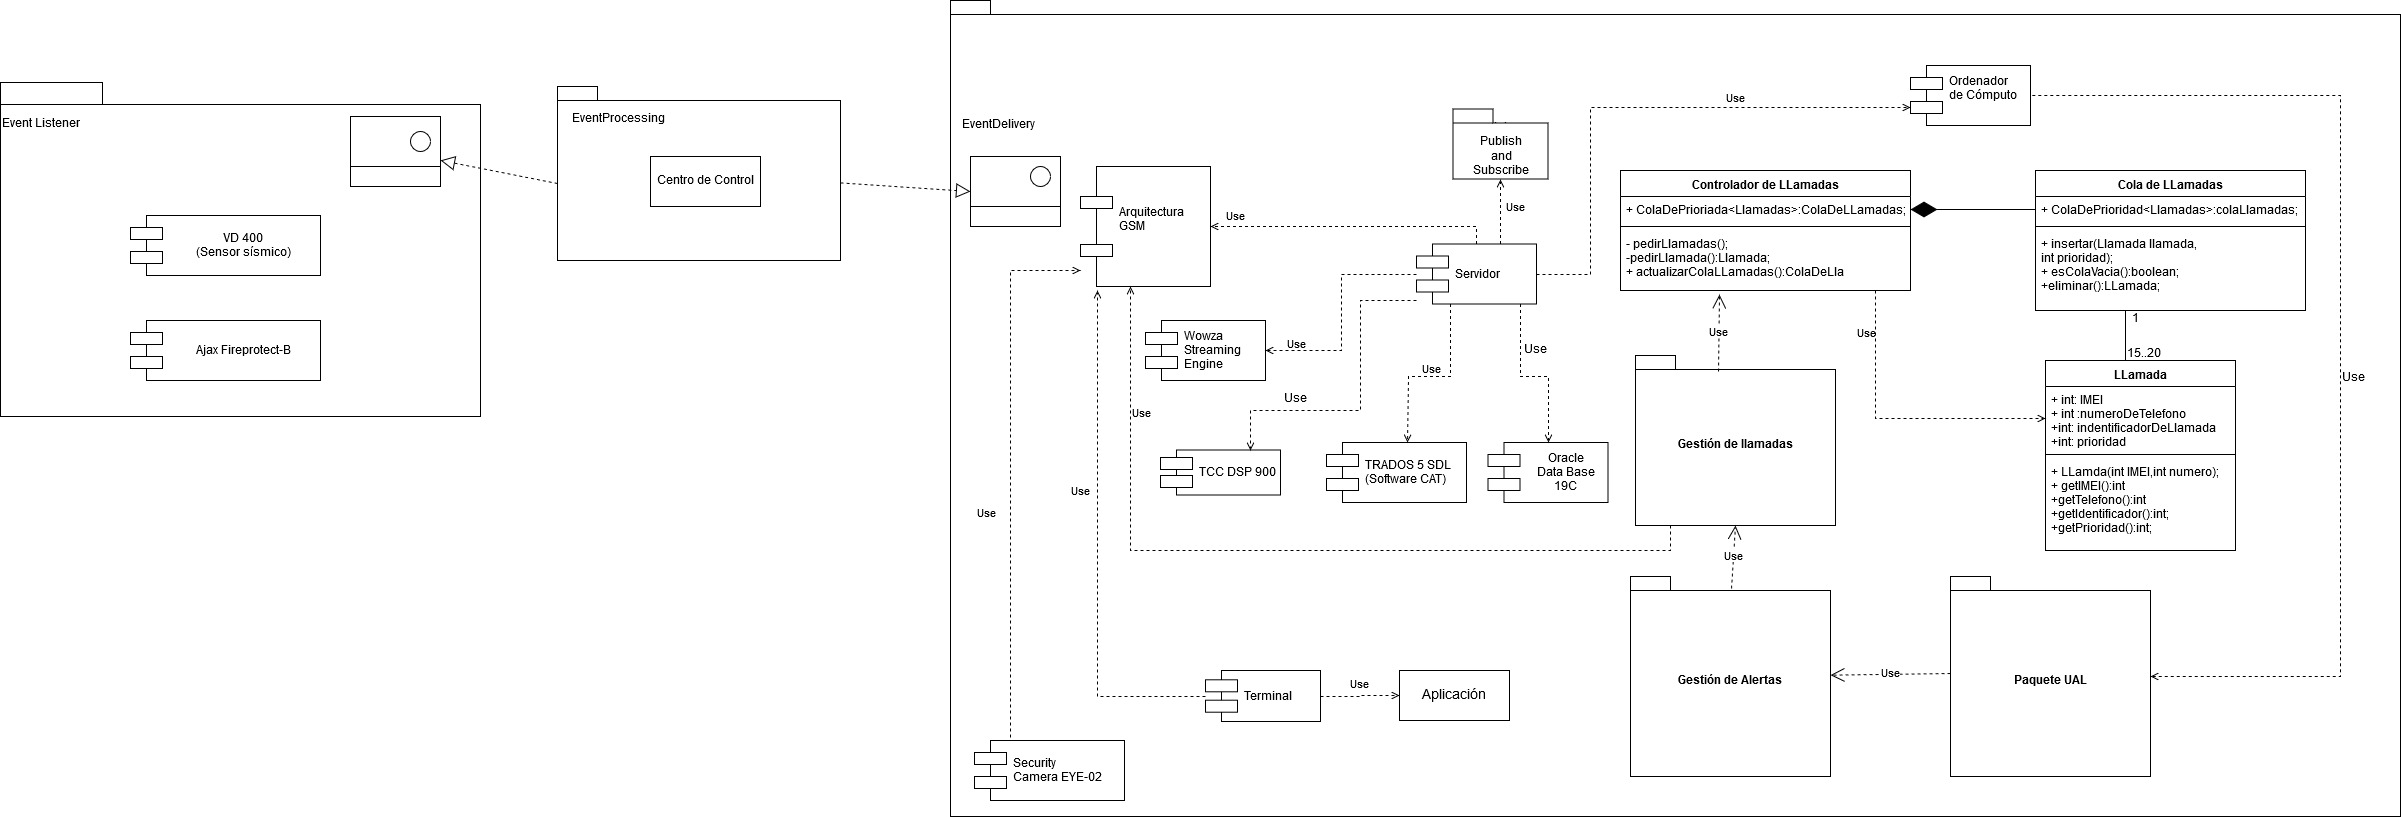 Event Listener
VD 400
(Sensor sísmico)
Ajax Fireprotect-B
EventProcessing
Centro de Control
EventDelivery
Arquitectura
GSM
Use
Publish
and
Subscribe
Use
Servidor
Use
Ordenador
de Cómputo
Controlador de LLamadas
+ ColaDePrioriada<Llamadas>:ColaDeLLamadas;
- pedirLlamadas();
-pedirLlamada():Llamada;
+ actualizarColaLLamadas():ColaDeLla
Cola de LLamadas
+ ColaDePrioridad<Llamadas>:colaLlamadas;
+ insertar(Llamada llamada,
int prioridad);
+ esColaVacia():boolean;
+eliminar():LLamada;
1
15..20
LLamada
+ int: IMEI
+ int :numeroDeTelefono
+int: indentificadorDeLlamada
+int: prioridad
+ LLamda(int IMEI,int numero);
+ getIMEI():int
+getTelefono():int
+getIdentificador():int;
+getPrioridad():int;
Use
Use
Use
Wowza
Streaming
Engine
Use
Use
Use
Use
TCC DSP 900
TRADOS 5 SDL
(Software CAT)
Oracle
Data Base
19C
Gestión de llamadas
Use
Use
Use
Use
Gestión de Alertas
Use
Paquete UAL
Terminal
Use
Aplicación
Security
Camera EYE-02